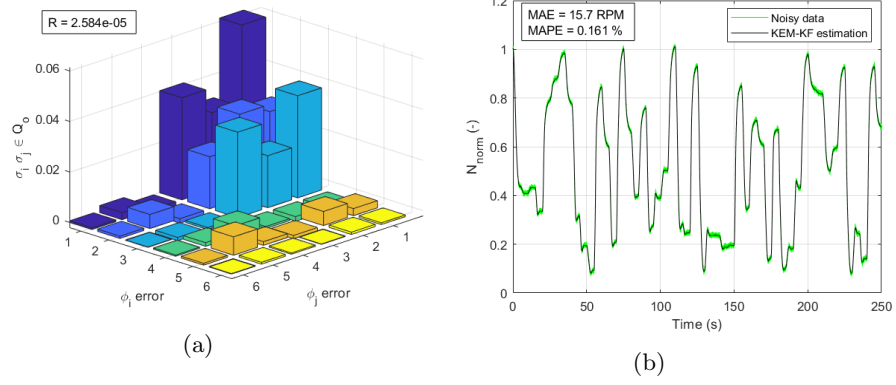 R = 2.584e-05
0.06
0.04
0.02
0
σi σj ∈ Qo
1
2
3
4
5
6
ϕi error
6
5
4
3
2
1
ϕj error
(a)
MAE = 15.7 RPM
MAPE = 0.161 %
Noisy data
KEM-KF estimation
1.2
1
0.8
0.6
0.4
0.2
0
Nnorm (-)
0
50
100
150
200
250
Time (s)
(b)